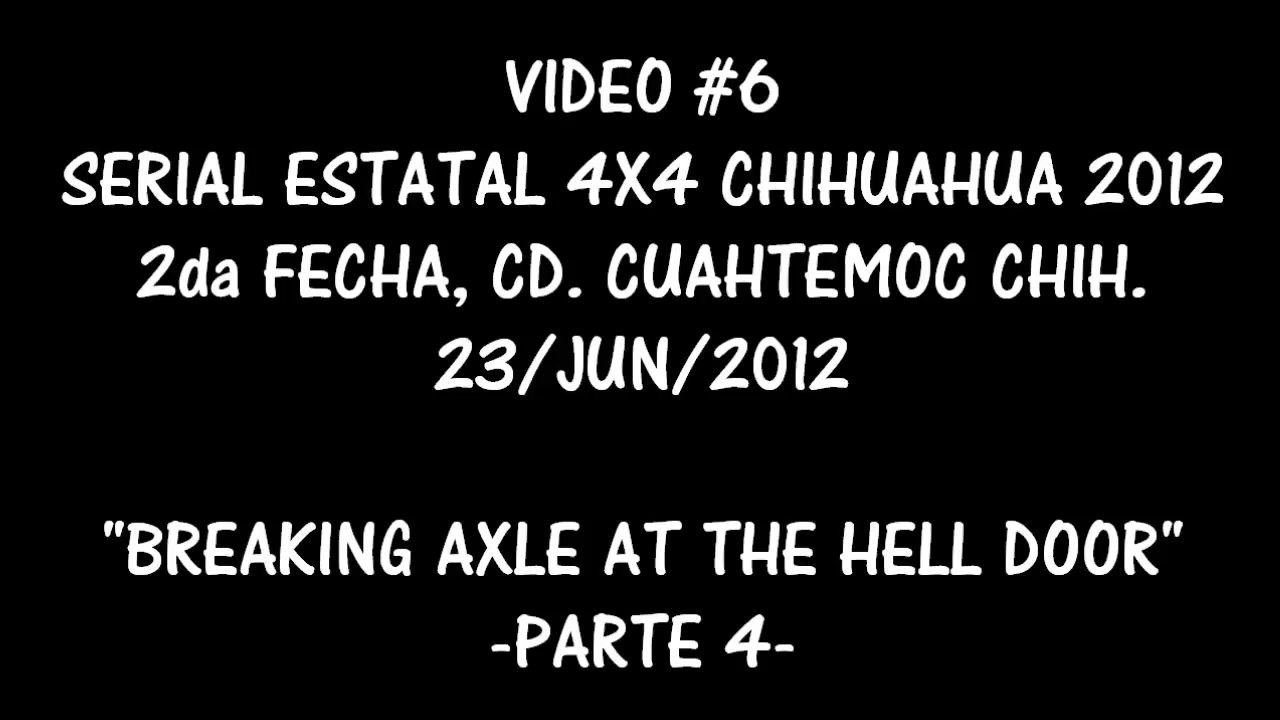 VIDEO #6
SERIAL ESTATAL 4X4 CHIHUAHUA 2012
2da FECHA, CD. CUAHTEMOC CHIH.
23/JUN/2012
"BREAKING AXLE AT THE HELL DOOR"
-PARTE 4-